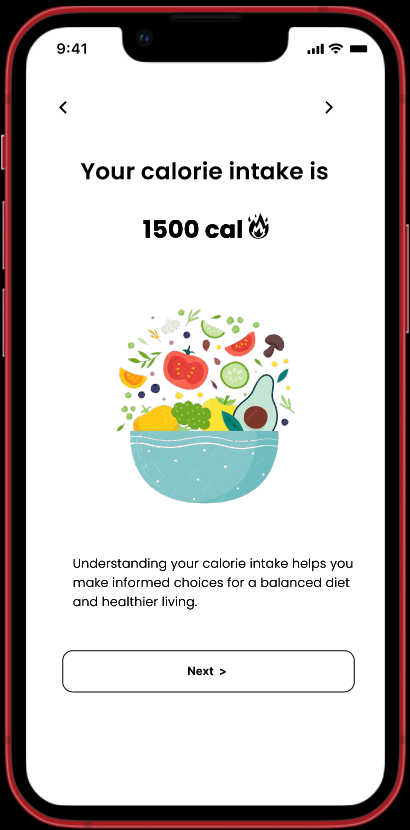 9:41
Your calorie intake is
1500 cal
Understanding your calorie intake helps you
make informed choices for a balanced diet
and healthier living.
Next >